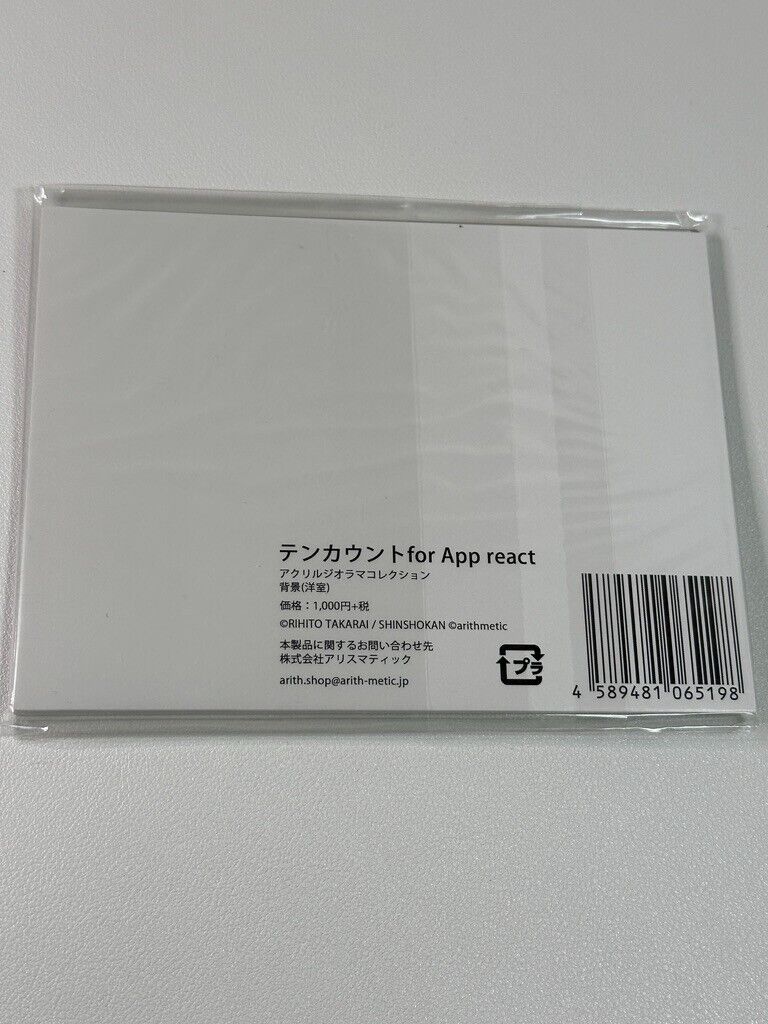 テンカウントfor App react
アクリルジオラマコレクション
背景(洋室)
価格：1,000円+税
©RIHITO TAKARAI / SHINSHOKAN ©arithmetic
本製品に関するお問い合わせ先
株式会社アリスマティック
arith.shop@arith-metic.jp
プラ
4 589481 065198